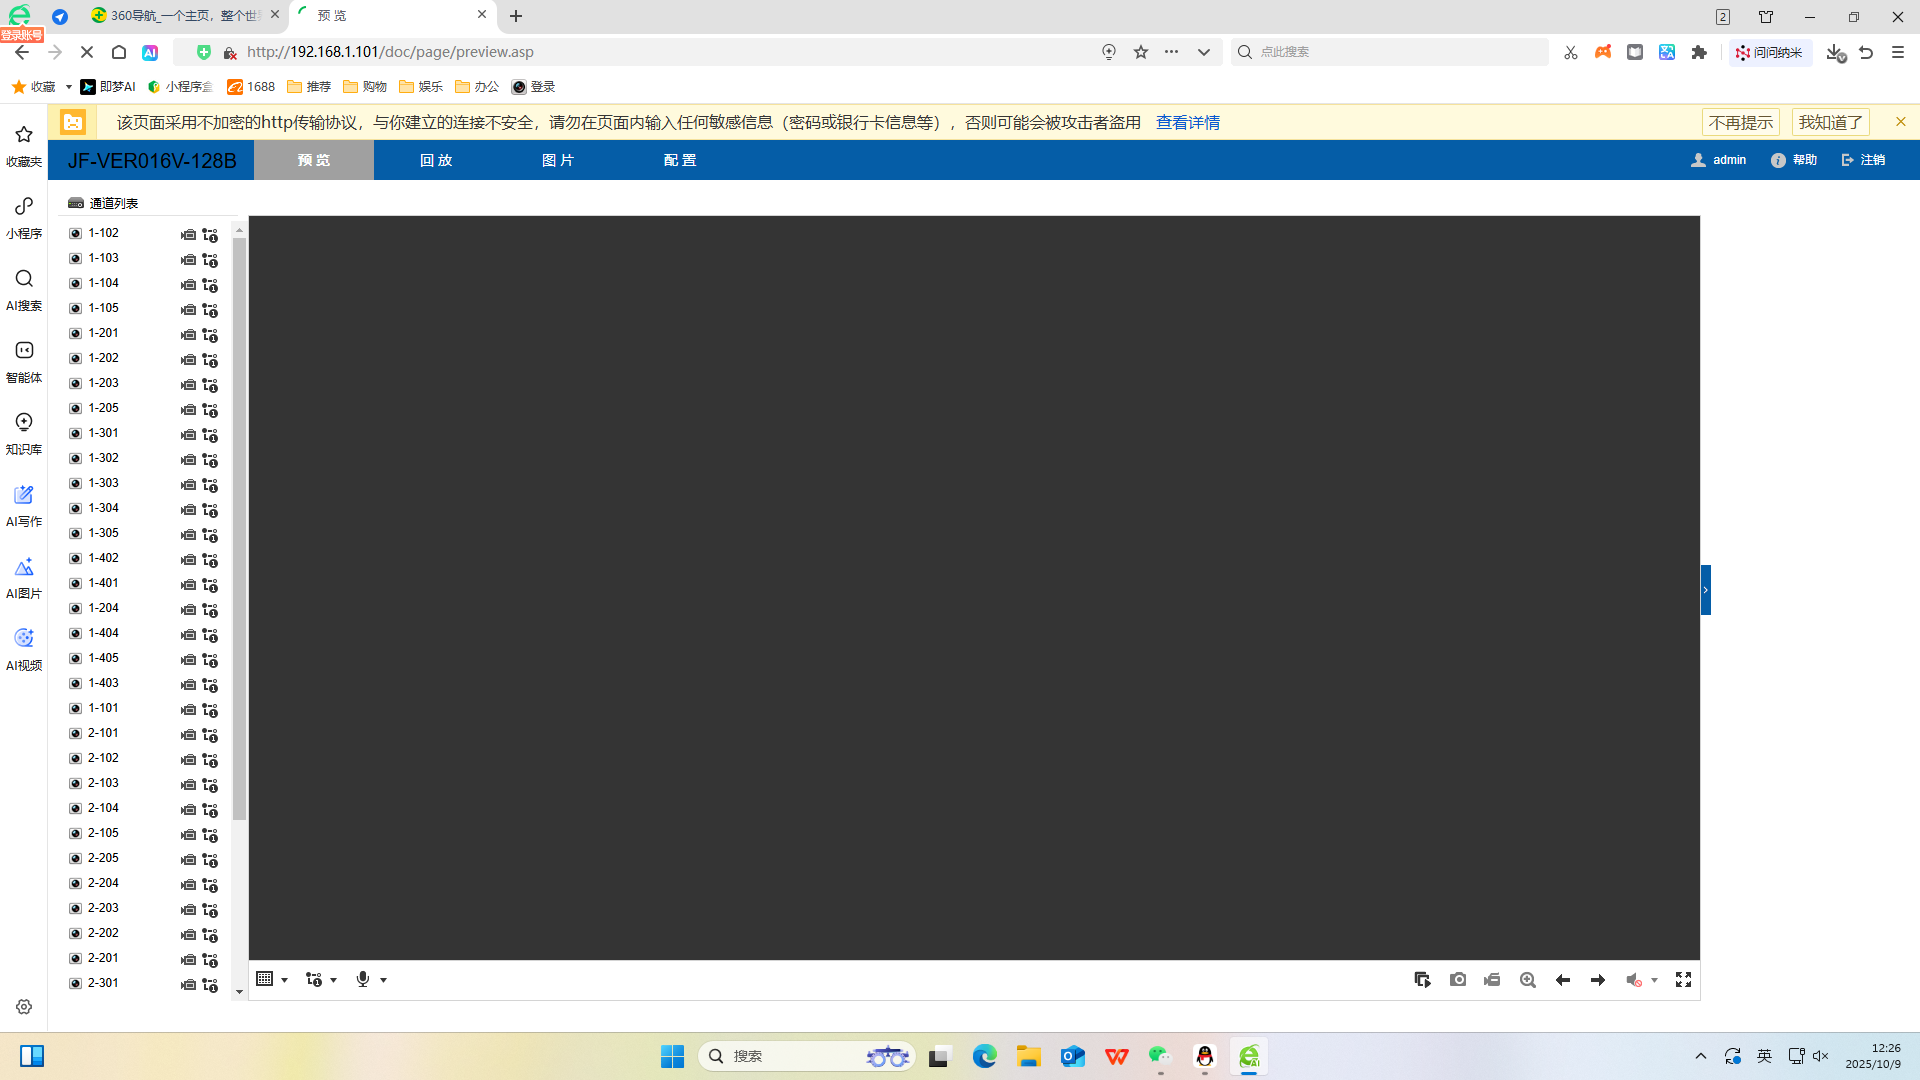 登录账号
360导航_一个主页，整个世
预 览
2
http://192.168.1.101/doc/page/preview.asp
点此搜索
问问纳米
收藏
即梦AI
小程序盒
1688
推荐
购物
娱乐
办公
登录
该页面采用不加密的http传输协议，与你建立的连接不安全，请勿在页面内输入任何敏感信息（密码或银行卡信息等），否则可能会被攻击者盗用 查看详情
不再提示
我知道了
收藏夹
小程序
AI搜索
智能体
知识库
AI写作
AI图片
AI视频
JF-VER016V-128B
预 览
回 放
图 片
配 置
admin
帮助
注销
通道列表
1-102
1-103
1-104
1-105
1-201
1-202
1-203
1-205
1-301
1-302
1-303
1-304
1-305
1-402
1-401
1-204
1-404
1-405
1-403
1-101
2-101
2-102
2-103
2-104
2-105
2-205
2-204
2-203
2-202
2-201
2-301
搜索
英
12:26
2025/10/9